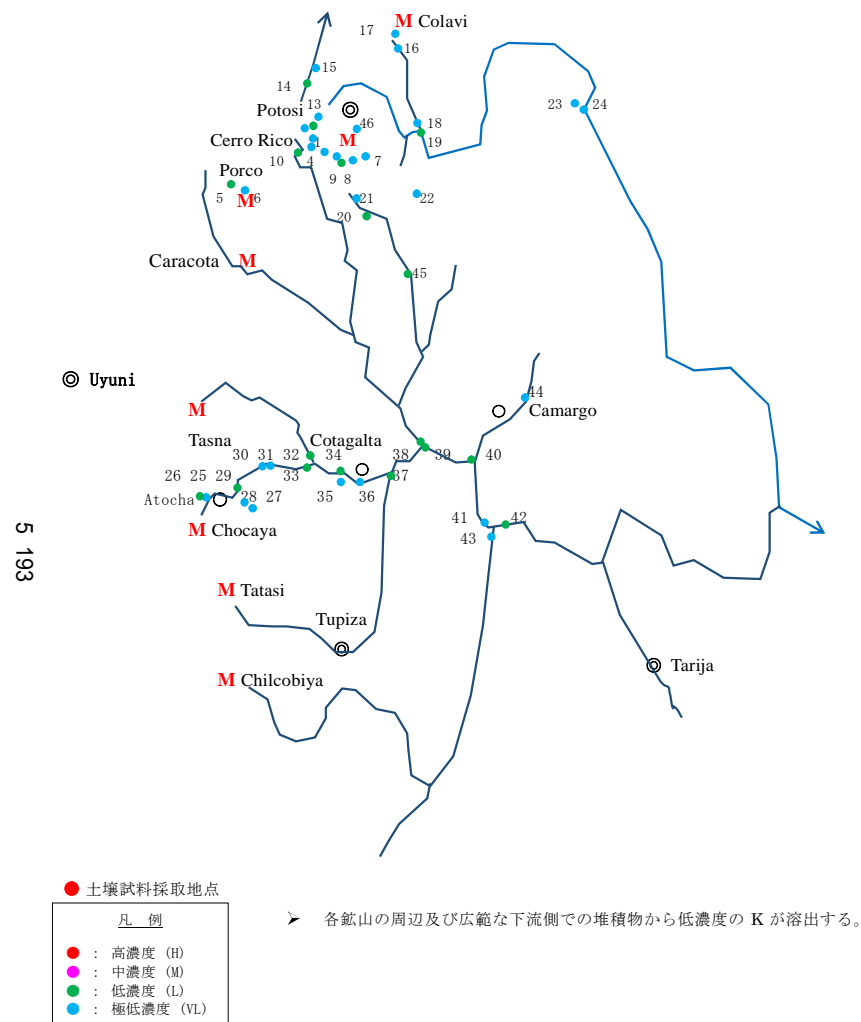 17 M Colavi
16
15
14
Potosi 13
46 23 24
18
Cerro Rico 1 M 19
10 4 7
Porco 9 8
5 6 21 22
M
20
Caracota M
45
Uyuni
44
M Camargo
Tasna Cotagalta
30 31 32 34 38 39 40
26 25 29 33 37
Atocha 28 27 35 36
M Chocaya 41 42
43
M Tatasi
Tupiza
Tarija
M Chilcobiya
5 193
土壌試料採取地点
凡 例
： 高濃度 (H)
： 中濃度 (M)
： 低濃度 (L)
： 極低濃度 (VL)
➢ 各鉱山の周辺及び広範な下流側での堆積物から低濃度の K が溶出する。